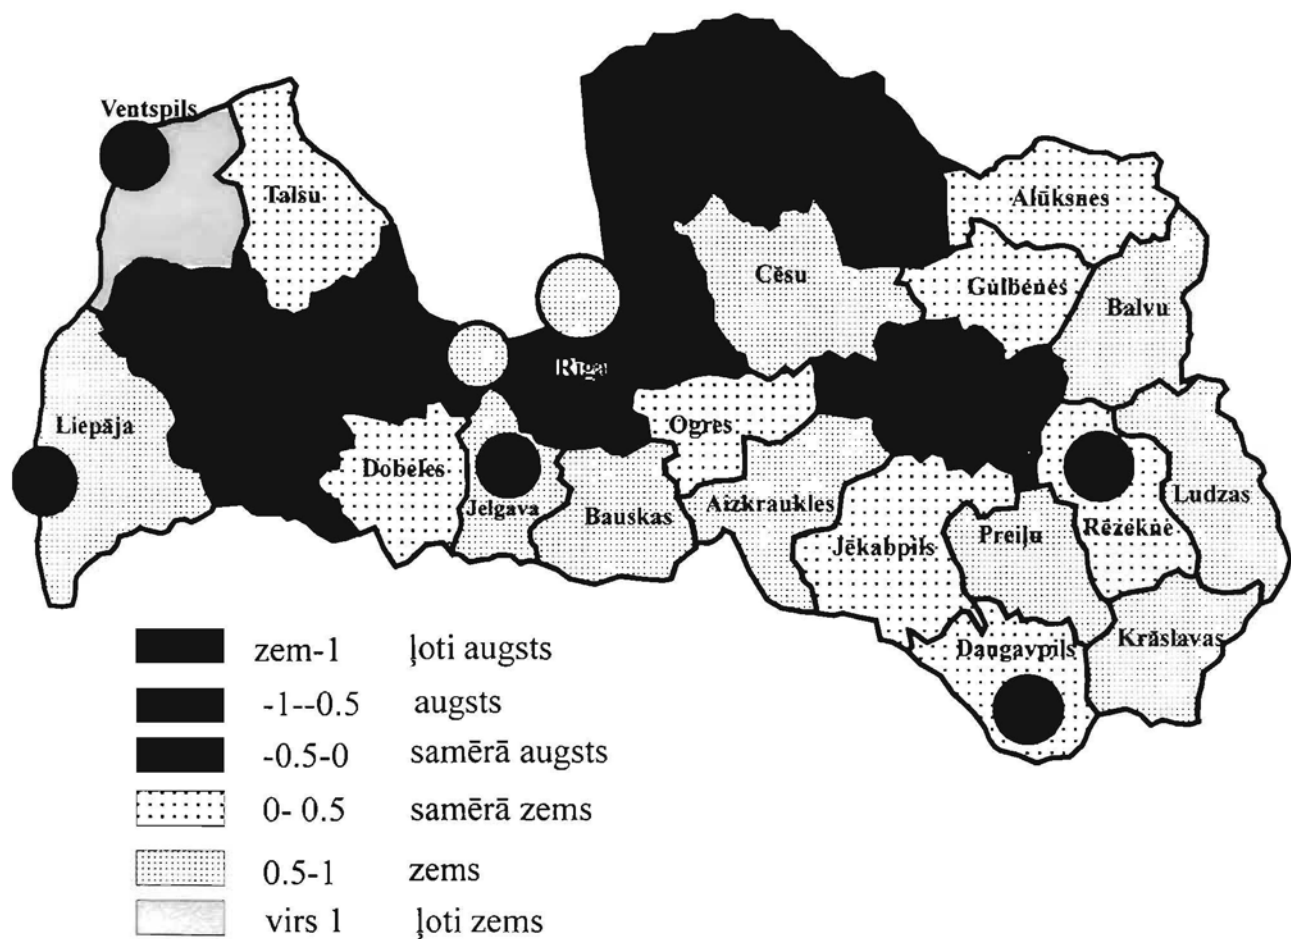 Ventspils
Talsu
Alūksnes
Cēsu
Gulbenes
Balvu
Rīga
Liepāja
Ogres
Dobeles
Jelgava
Bauskas
Aizkraukles
Jēkabpils
Preiļu
Rēzekne
Ludzas
Daugavpils
Krāslavas
zem-1 ļoti augsts
-1--0.5 augsts
-0.5-0 samērā augsts
0- 0.5 samērā zems
0.5-1 zems
virs 1 ļoti zems